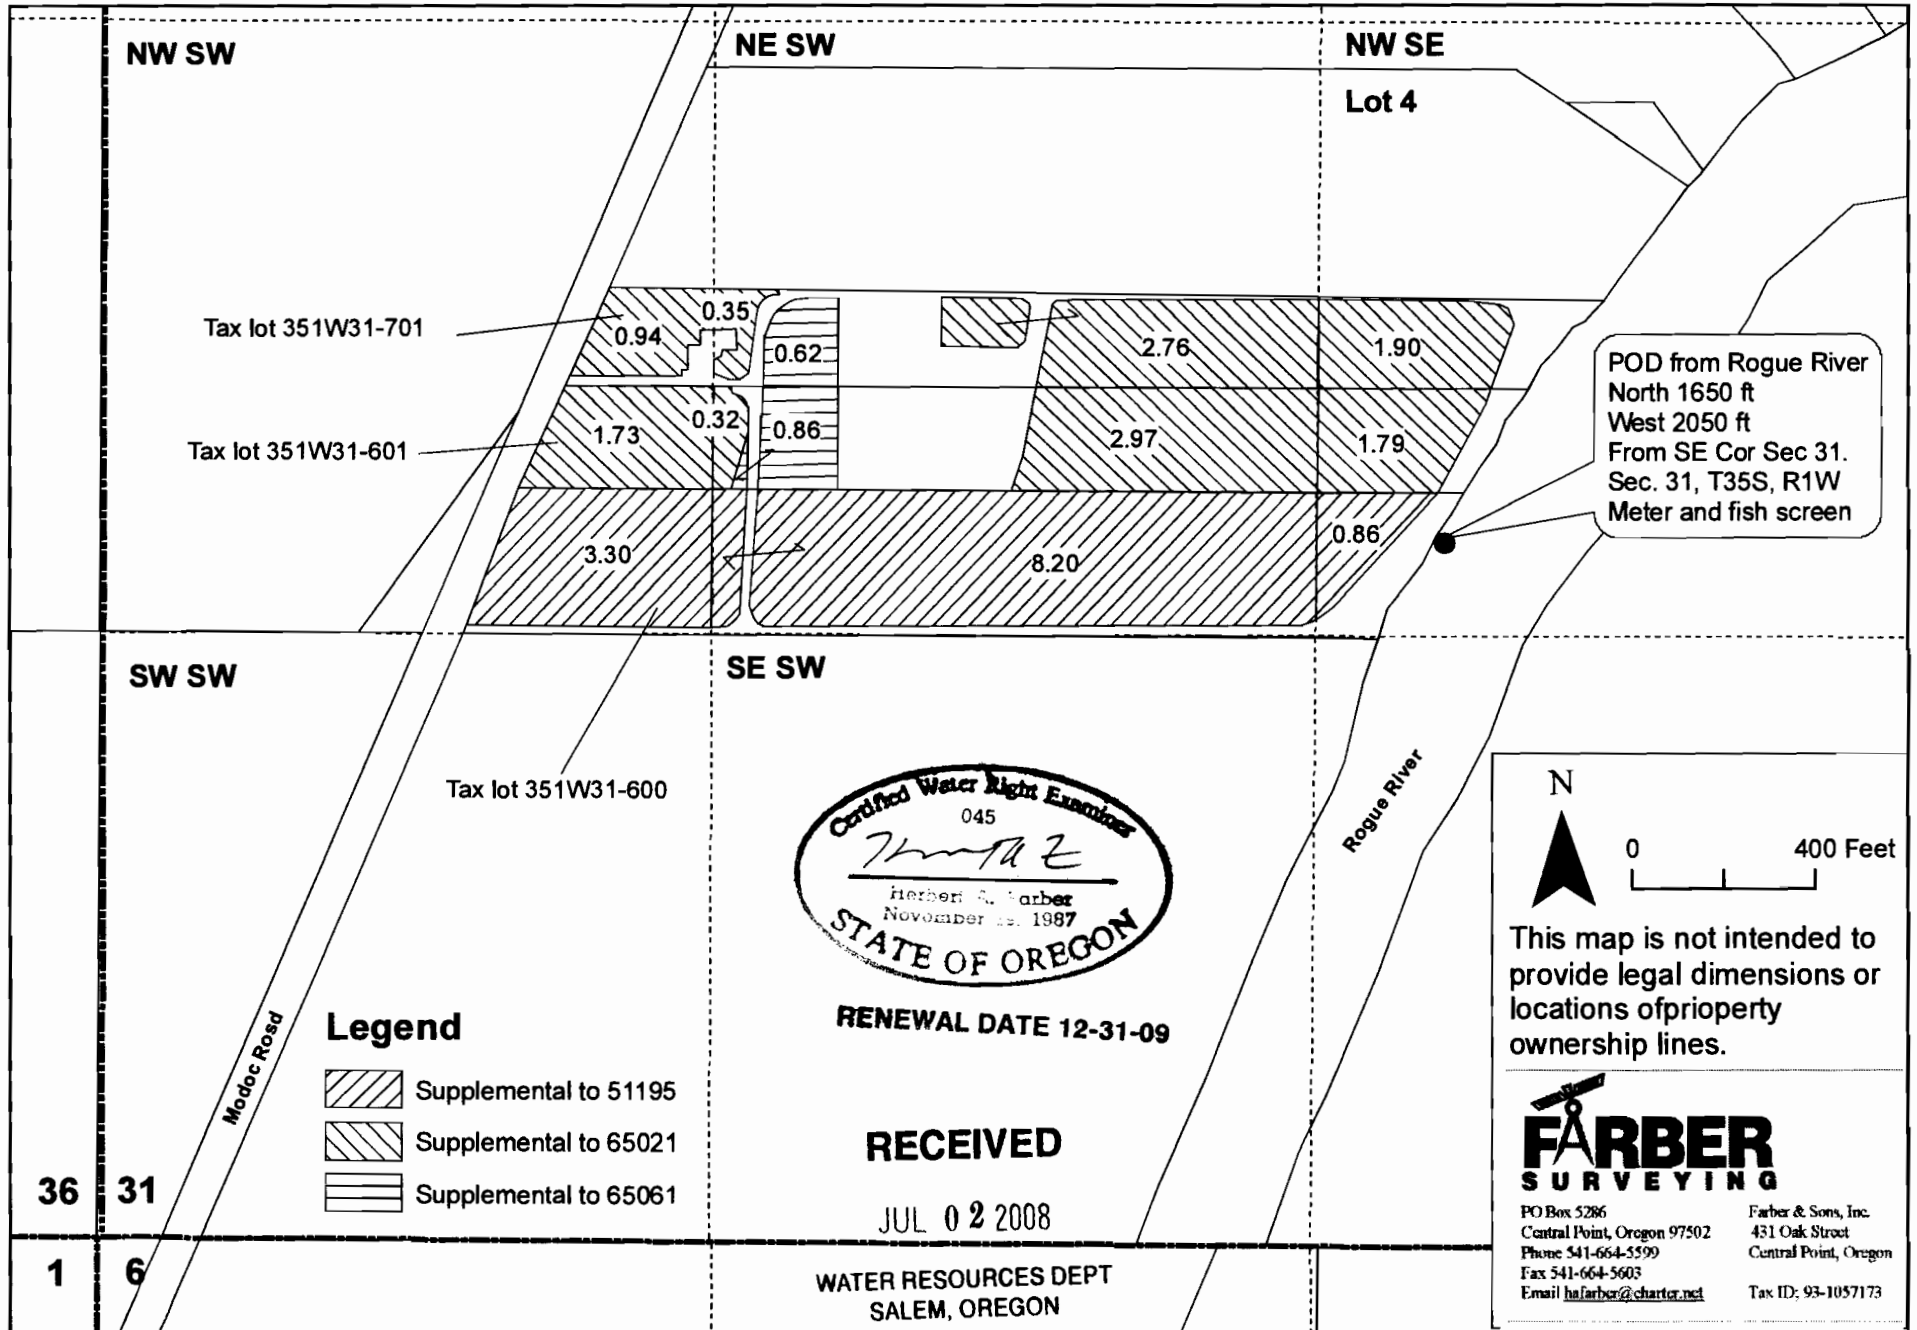 NW SW
NE SW
NW SE
Lot 4
Tax lot 351W31-701
0.35
0.94
0.62
2.76
1.90
Tax lot 351W31-601
1.73
0.32
0.86
2.97
1.79
3.30
8.20
0.86
POD from Rogue River
North 1650 ft
West 2050 ft
From SE Cor Sec 31.
Sec. 31, T35S, R1W
Meter and fish screen
SW SW
SE SW
Tax lot 351W31-600
Certified Water Right Examiner
045
Herbert A. Farber
November 1987
STATE OF OREGON
RENEWAL DATE 12-31-09
Rogue River
Modoc Rosd
Legend
Supplemental to 51195
Supplemental to 65021
Supplemental to 65061
RECEIVED
JUL 02 2008
WATER RESOURCES DEPT
SALEM, OREGON
36 31
1 6
N
0 400 Feet
This map is not intended to
provide legal dimensions or
locations ofprioperty
ownership lines.
FARBER
SURVEYING
PO Box 5286
Central Point, Oregon 97502
Phone 541-664-5599
Fax 541-664-5603
Email hafarber@charter.net
Farber & Sons, Inc.
431 Oak Street
Central Point, Oregon
Tax ID: 93-1057173